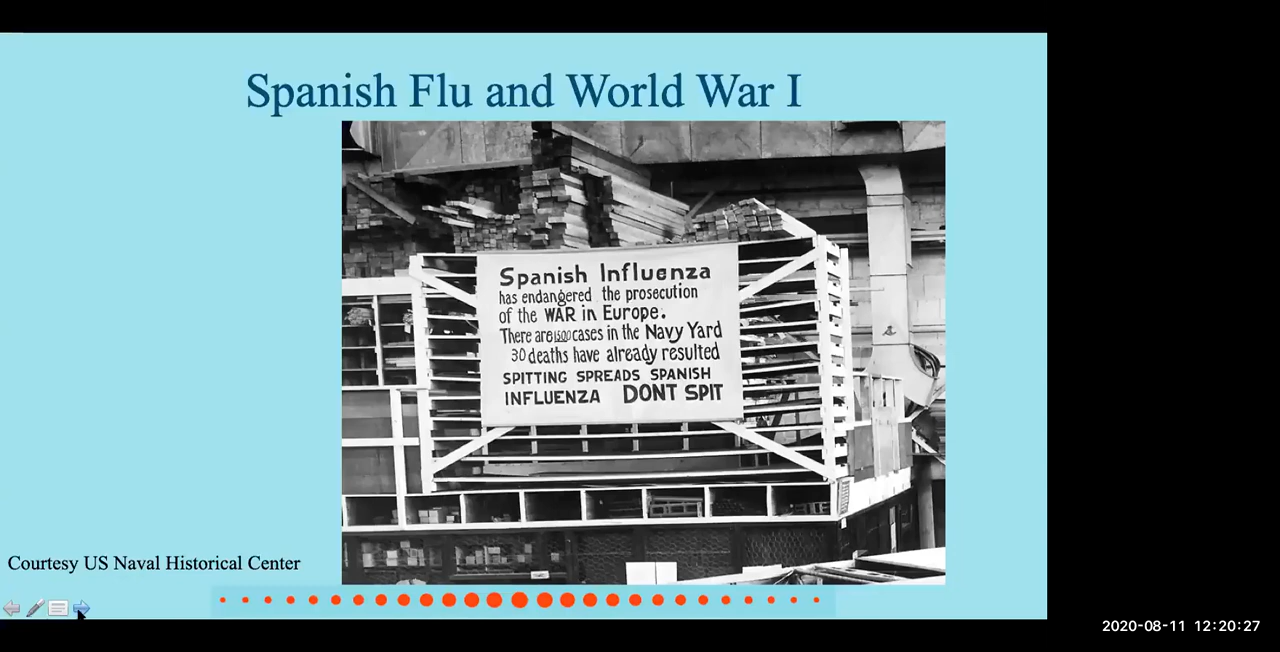 Spanish Flu and World War I
Spanish Influenza
has endangered the prosecution
of the WAR in Europe.
There are 1500 cases in the Navy Yard
30 deaths have already resulted
SPITTING SPREADS SPANISH
INFLUENZA DONT SPIT
Courtesy US Naval Historical Center
2020-08-11 12:20:27